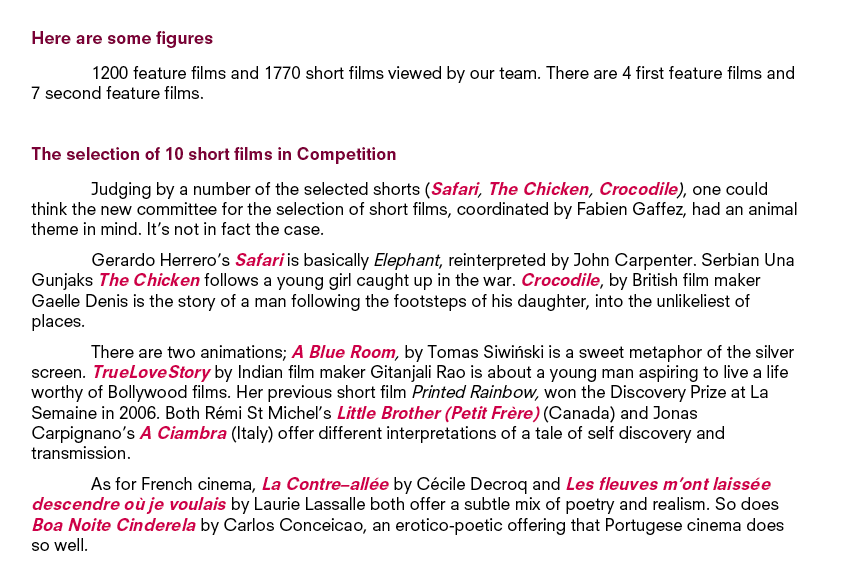 Here are some figures
1200 feature films and 1770 short films viewed by our team. There are 4 first feature films and
7 second feature films.
The selection of 10 short films in Competition
Judging by a number of the selected shorts (Safari, The Chicken, Crocodile), one could
think the new committee for the selection of short films, coordinated by Fabien Gaffez, had an animal
theme in mind. It’s not in fact the case.
Gerardo Herrero’s Safari is basically Elephant, reinterpreted by John Carpenter. Serbian Una
Gunjaks The Chicken follows a young girl caught up in the war. Crocodile, by British film maker
Gaelle Denis is the story of a man following the footsteps of his daughter, into the unlikeliest of
places.
There are two animations; A Blue Room, by Tomas Siwiński is a sweet metaphor of the silver
screen. TrueLoveStory by Indian film maker Gitanjali Rao is about a young man aspiring to live a life
worthy of Bollywood films. Her previous short film Printed Rainbow, won the Discovery Prize at La
Semaine in 2006. Both Rémi St Michel’s Little Brother (Petit Frère) (Canada) and Jonas
Carpignano’s A Ciambra (Italy) offer different interpretations of a tale of self discovery and
transmission.
As for French cinema, La Contre–allée by Cécile Decroq and Les fleuves m’ont laissée
descendre où je voulais by Laurie Lassalle both offer a subtle mix of poetry and realism. So does
Boa Noite Cinderela by Carlos Conceicao, an erotico-poetic offering that Portugese cinema does
so well.